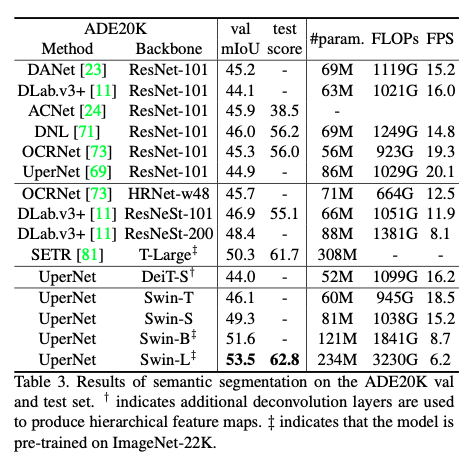 ADE20K val test #param. FLOPs FPS
Method Backbone mIoU score
DANet [23] ResNet-101 45.2 - 69M 1119G 15.2
DLab.v3+ [11] ResNet-101 44.1 - 63M 1021G 16.0
ACNet [24] ResNet-101 45.9 38.5 -
DNL [71] ResNet-101 46.0 56.2 69M 1249G 14.8
OCRNet [73] ResNet-101 45.3 56.0 56M 923G 19.3
UperNet [69] ResNet-101 44.9 - 86M 1029G 20.1
OCRNet [73] HRNet-w48 45.7 - 71M 664G 12.5
DLab.v3+ [11] ResNeSt-101 46.9 55.1 66M 1051G 11.9
DLab.v3+ [11] ResNeSt-200 48.4 - 88M 1381G 8.1
SETR [81] T-Large‡ 50.3 61.7 308M - -
UperNet DeiT-S† 44.0 - 52M 1099G 16.2
UperNet Swin-T 46.1 - 60M 945G 18.5
UperNet Swin-S 49.3 - 81M 1038G 15.2
UperNet Swin-B‡ 51.6 - 121M 1841G 8.7
UperNet Swin-L‡ 53.5 62.8 234M 3230G 6.2
Table 3. Results of semantic segmentation on the ADE20K val
and test set. † indicates additional deconvolution layers are used
to produce hierarchical feature maps. ‡ indicates that the model is
pre-trained on ImageNet-22K.